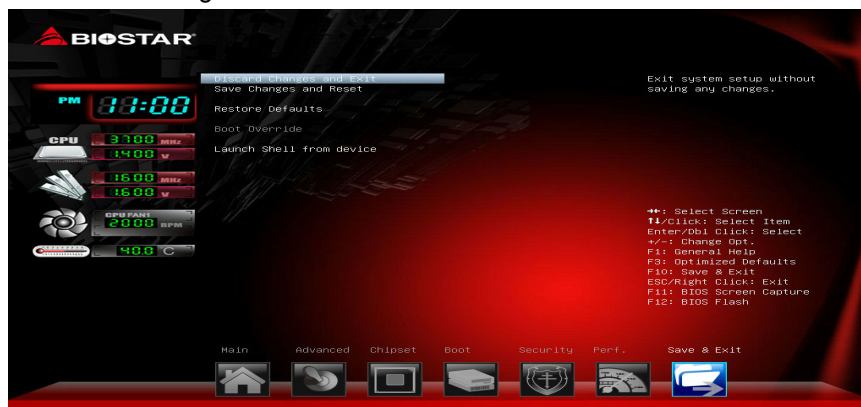 BIOSTAR
Discard Changes and Exit
Save Changes and Reset
Restore Defaults
Boot Override
Launch Shell from device
Exit system setup without
saving any changes.
PM 11:00
CPU 3700 MHz
1.400 V
1600 MHz
1.600 V
CPU FAN1
2000 RPM
40.0 C
→←: Select Screen
↑↓/Click: Select Item
Enter/Dbl Click: Select
+/-: Change Opt.
F1: General Help
F3: Optimized Defaults
F10: Save & Exit
ESC/Right Click: Exit
F11: BIOS Screen Capture
F12: BIOS Flash
Main Advanced Chipset Boot Security Perf. Save & Exit